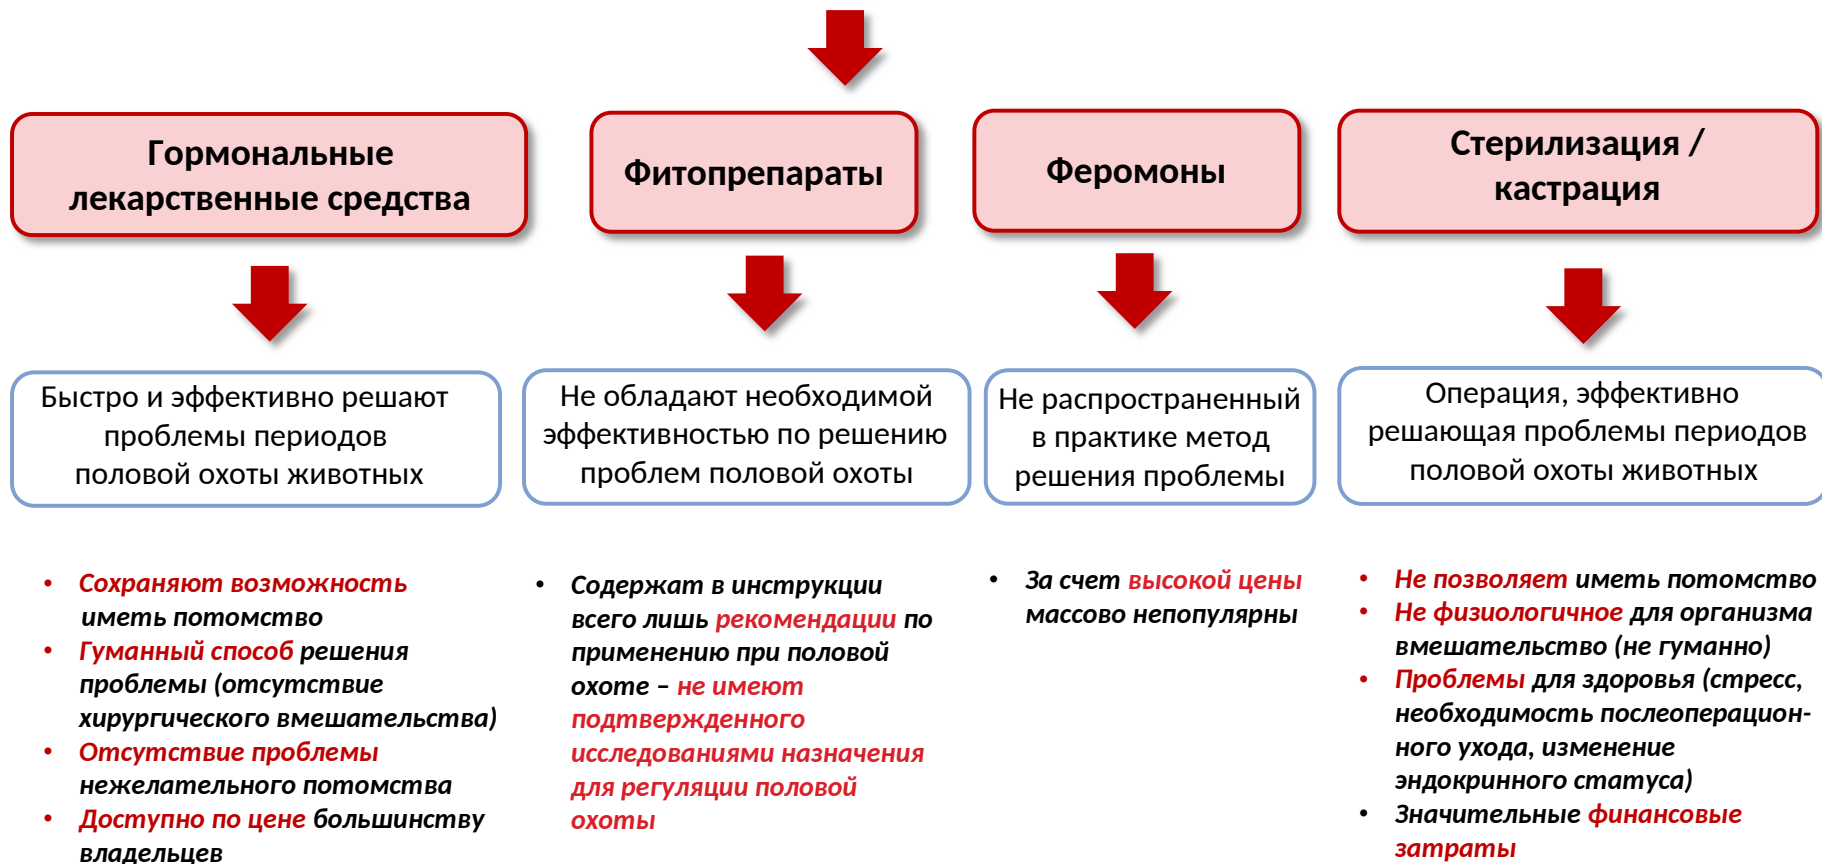 Гормональные
лекарственные средства
Фитопрепараты
Феромоны
Стерилизация /
кастрация
Быстро и эффективно решают
проблемы периодов
половой охоты животных
Не обладают необходимой
эффективностью по решению
проблем половой охоты
Не распространенный
в практике метод
решения проблемы
Операция, эффективно
решающая проблемы периодов
половой охоты животных
• Сохраняют возможность
иметь потомство
• Гуманный способ решения
проблемы (отсутствие
хирургического вмешательства)
• Отсутствие проблемы
нежелательного потомства
• Доступно по цене большинству
владельцев
• Содержат в инструкции
всего лишь рекомендации по
применению при половой
охоте – не имеют
подтвержденного
исследованиями назначения
для регуляции половой
охоты
• За счет высокой цены
массово непопулярны
• Не позволяет иметь потомство
• Не физиологичное для организма
вмешательство (не гуманно)
• Проблемы для здоровья (стресс,
необходимость послеоперацион-
ного ухода, изменение
эндокринного статуса)
• Значительные финансовые
затраты